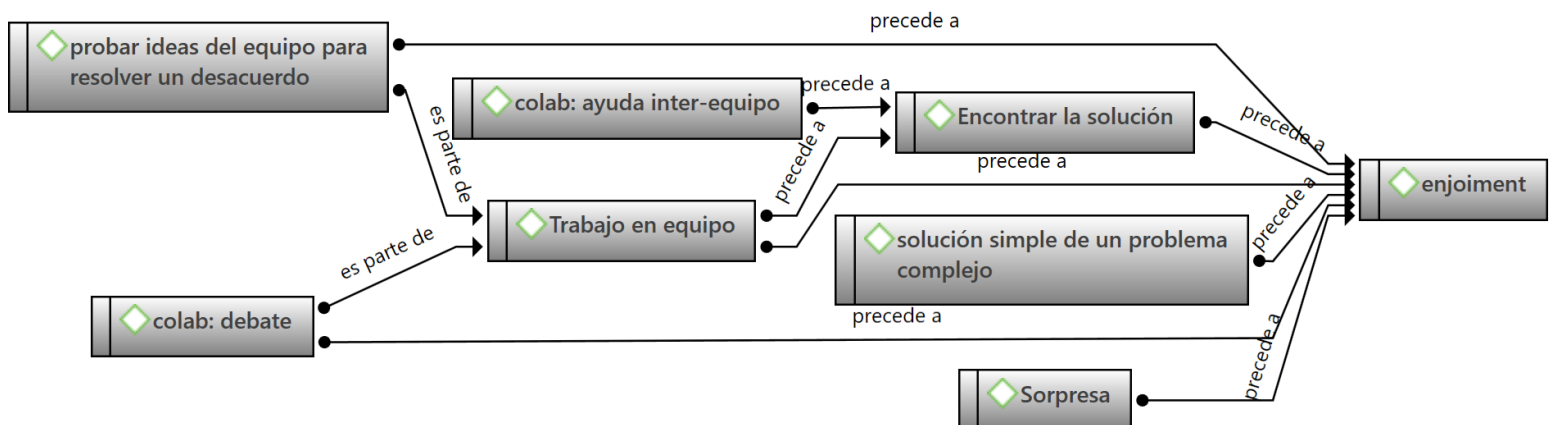 precede a
probar ideas del equipo para
resolver un desacuerdo
colab: ayuda inter-equipo
precede a
Encontrar la solución
precede a
es parte de
precede a
precede a
enjoiment
Trabajo en equipo
solución simple de un problema
complejo
precede a
es parte de
colab: debate
precede a
precede a
Sorpresa